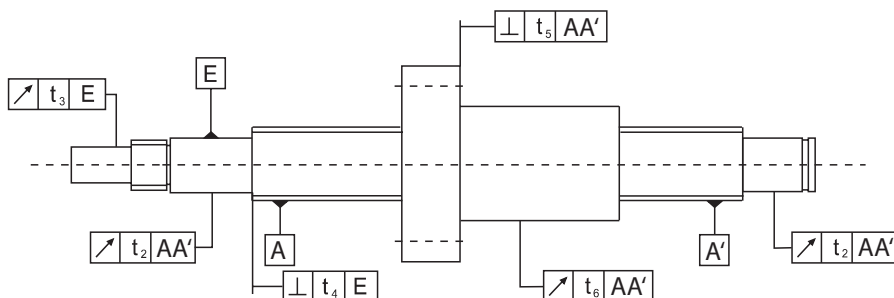 ⊥ t₅ AA'
E
↗ t₃ E
↗ t₂ AA'
A
A'
↗ t₂ AA'
⊥ t₄ E
↗ t₆ AA'